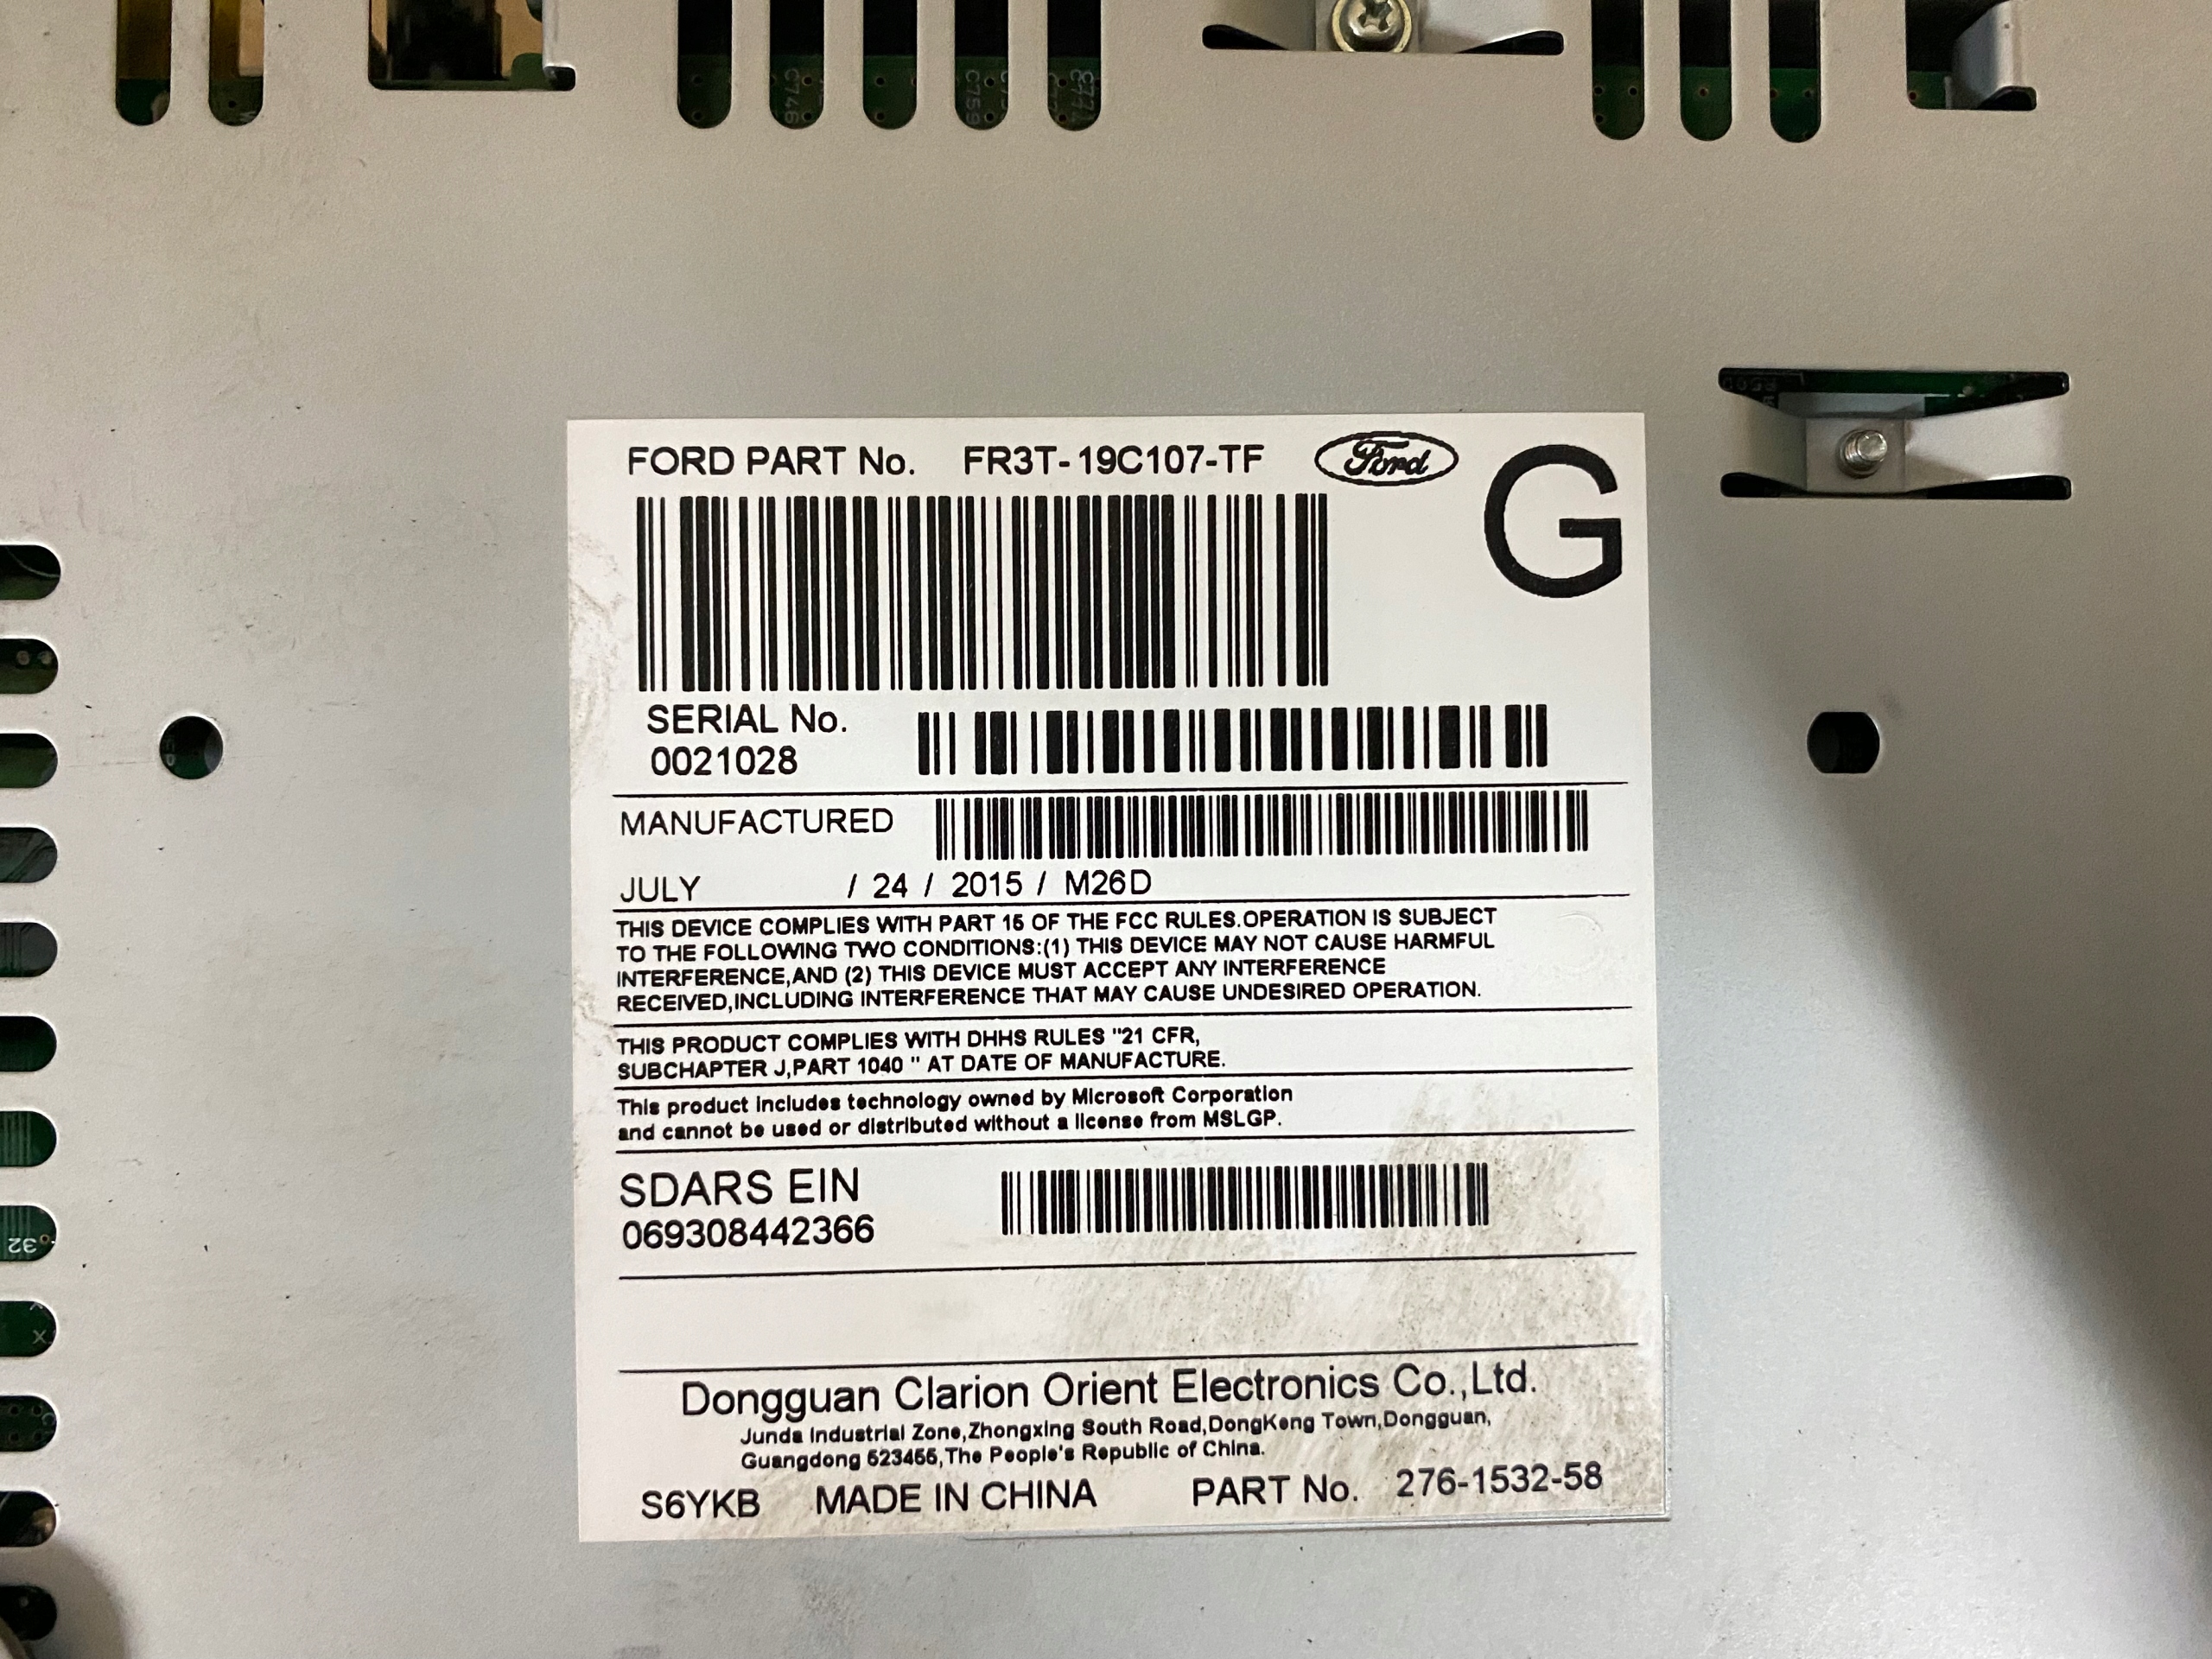 C746
C759
C774
FORD PART No. FR3T-19C107-TF Ford G
SERIAL No.
0021028
MANUFACTURED
JULY / 24 / 2015 / M26D
THIS DEVICE COMPLIES WITH PART 15 OF THE FCC RULES.OPERATION IS SUBJECT
TO THE FOLLOWING TWO CONDITIONS:(1) THIS DEVICE MAY NOT CAUSE HARMFUL
INTERFERENCE,AND (2) THIS DEVICE MUST ACCEPT ANY INTERFERENCE
RECEIVED,INCLUDING INTERFERENCE THAT MAY CAUSE UNDESIRED OPERATION.
THIS PRODUCT COMPLIES WITH DHHS RULES "21 CFR,
SUBCHAPTER J,PART 1040 " AT DATE OF MANUFACTURE.
This product includes technology owned by Microsoft Corporation
and cannot be used or distributed without a license from MSLGP.
SDARS EIN
069308442366
32
X
Dongguan Clarion Orient Electronics Co.,Ltd.
Junda Industrial Zone,Zhongxing South Road,DongKeng Town,Dongguan,
Guangdong 523455,The People's Republic of China.
S6YKB MADE IN CHINA PART No. 276-1532-58